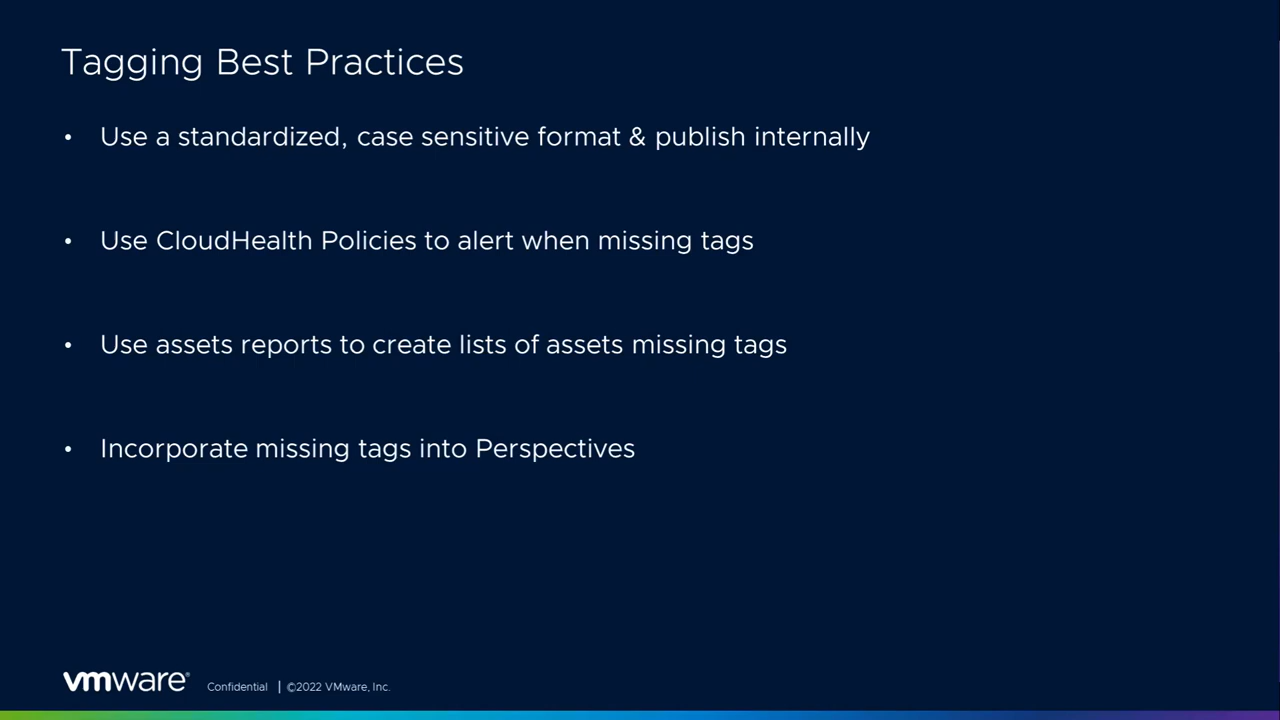 Tagging Best Practices
• Use a standardized, case sensitive format & publish internally
• Use CloudHealth Policies to alert when missing tags
• Use assets reports to create lists of assets missing tags
• Incorporate missing tags into Perspectives
vmware® Confidential | ©2022 VMware, Inc.